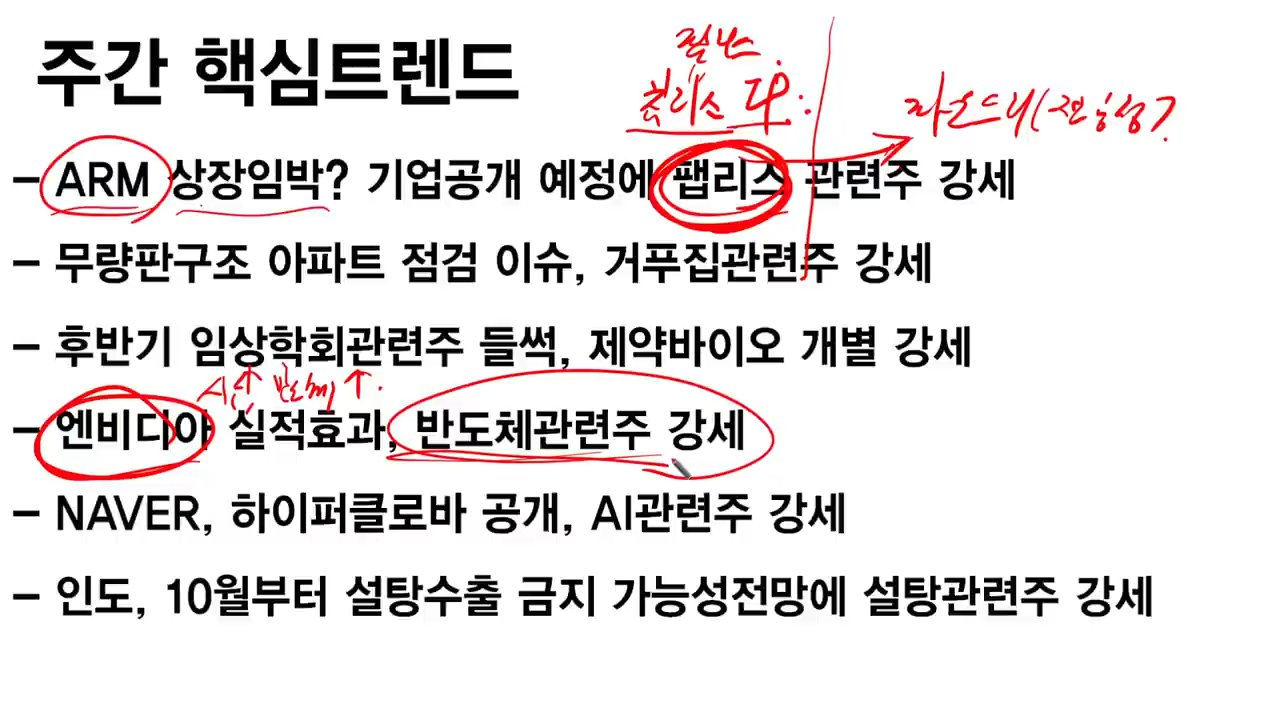 주간 핵심트렌드
- ARM 상장임박? 기업공개 예정에 팹리스 관련주 강세
- 무량판구조 아파트 점검 이슈, 거푸집관련주 강세
- 후반기 임상학회관련주 들썩, 제약바이오 개별 강세
- 엔비디아 실적효과, 반도체관련주 강세
- NAVER, 하이퍼클로바 공개, AI관련주 강세
- 인도, 10월부터 설탕수출 금지 가능성전망에 설탕관련주 강세